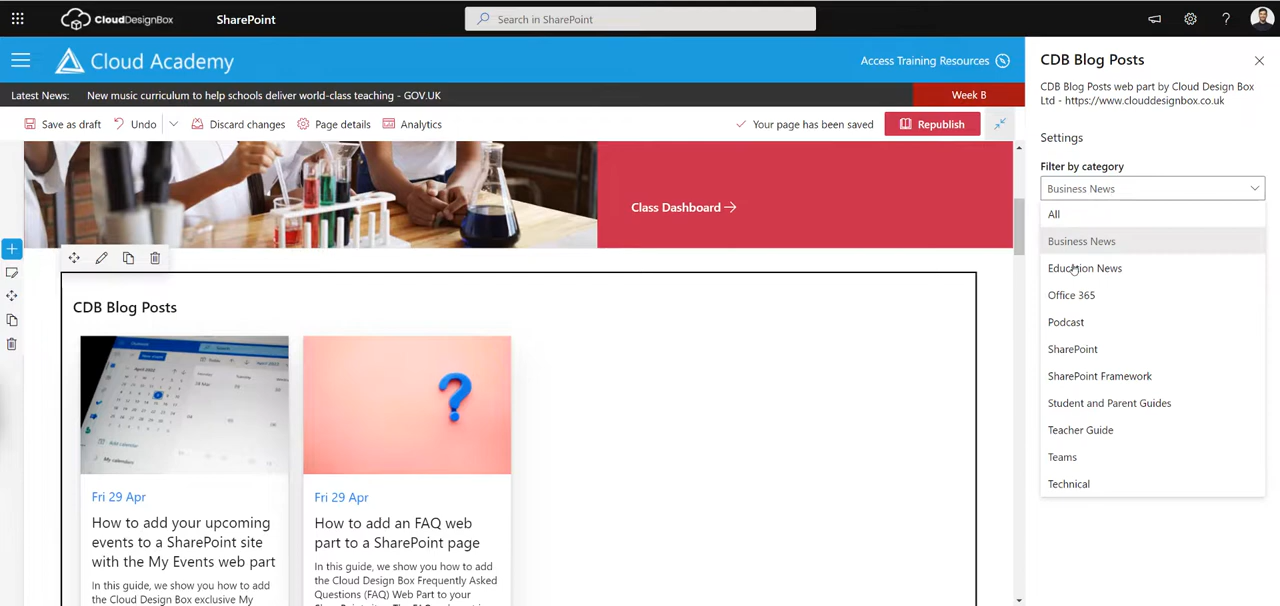 CLOUDDESIGNBOX
SharePoint
Search in SharePoint
Cloud Academy
Access Training Resources
Latest News: New music curriculum to help schools deliver world-class teaching - GOV.UK
Week B
Save as draft Undo Discard changes Page details Analytics Your page has been saved Republish
Class Dashboard
CDB Blog Posts
Fri 29 Apr
How to add your upcoming
events to a SharePoint site
with the My Events web part
In this guide, we show you how to add
the Cloud Design Box exclusive My
Fri 29 Apr
How to add an FAQ web
part to a SharePoint page
In this guide, we show you how to add
the Cloud Design Box Frequently Asked
Questions (FAQ) Web Part to your
CDB Blog Posts
CDB Blog Posts web part by Cloud Design Box
Ltd - https://www.clouddesignbox.co.uk
Settings
Filter by category
Business News
All
Business News
Education News
Office 365
Podcast
SharePoint
SharePoint Framework
Student and Parent Guides
Teacher Guide
Teams
Technical